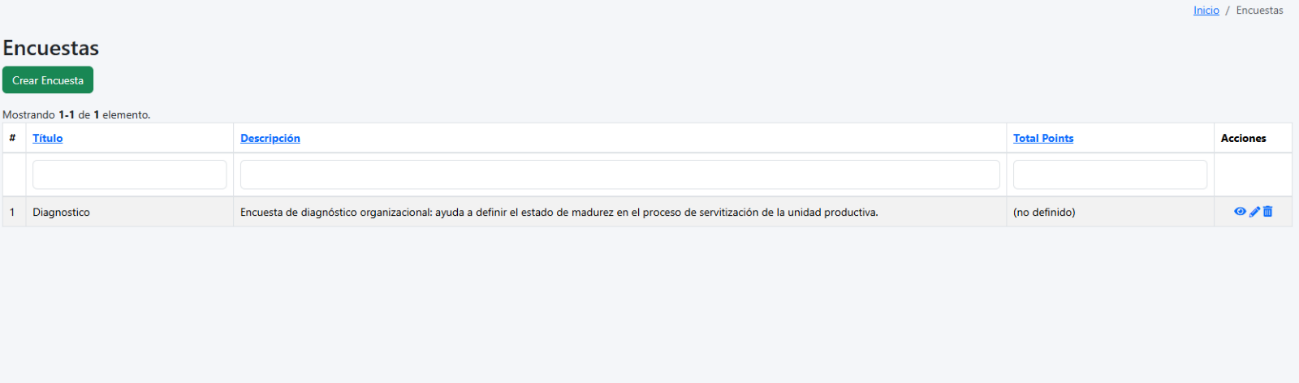 Inicio / Encuestas
Encuestas
Crear Encuesta
Mostrando 1-1 de 1 elemento.
# Título Descripción Total Points Acciones
1 Diagnostico Encuesta de diagnóstico organizacional: ayuda a definir el estado de madurez en el proceso de servitización de la unidad productiva. (no definido)